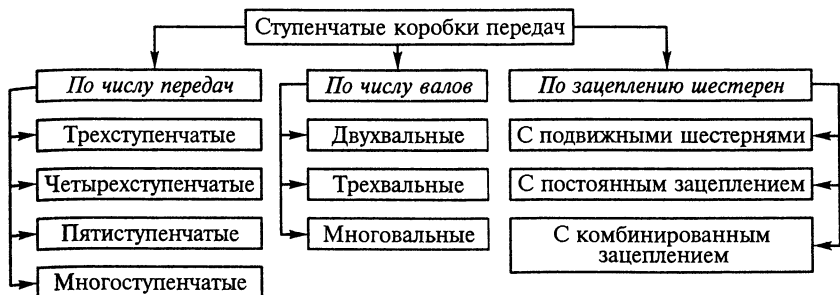 Ступенчатые коробки передач
По числу передач
Трехступенчатые
Четырехступенчатые
Пятиступенчатые
Многоступенчатые
По числу валов
Двухвальные
Трехвальные
Многовальные
По зацеплению шестерен
С подвижными шестернями
С постоянным зацеплением
С комбинированным
зацеплением